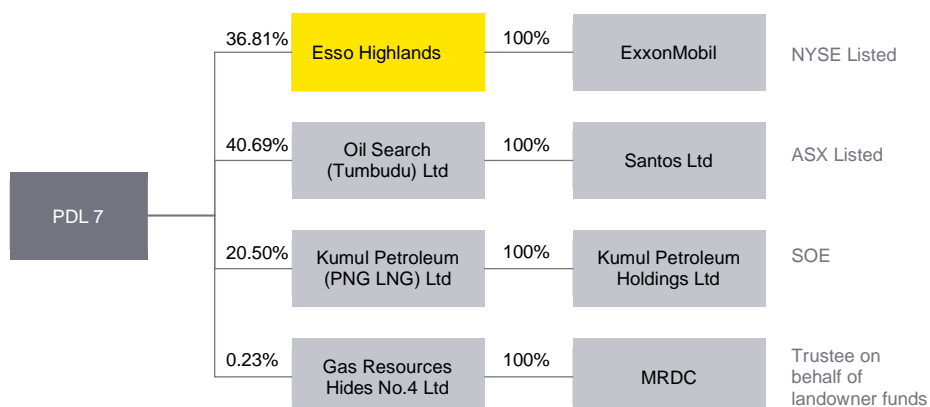 36.81%
Esso Highlands
100%
ExxonMobil
NYSE Listed
40.69%
Oil Search
(Tumbudu) Ltd
100%
Santos Ltd
ASX Listed
PDL 7
20.50%
Kumul Petroleum
(PNG LNG) Ltd
100%
Kumul Petroleum
Holdings Ltd
SOE
0.23%
Gas Resources
Hides No.4 Ltd
100%
MRDC
Trustee on
behalf of
landowner funds